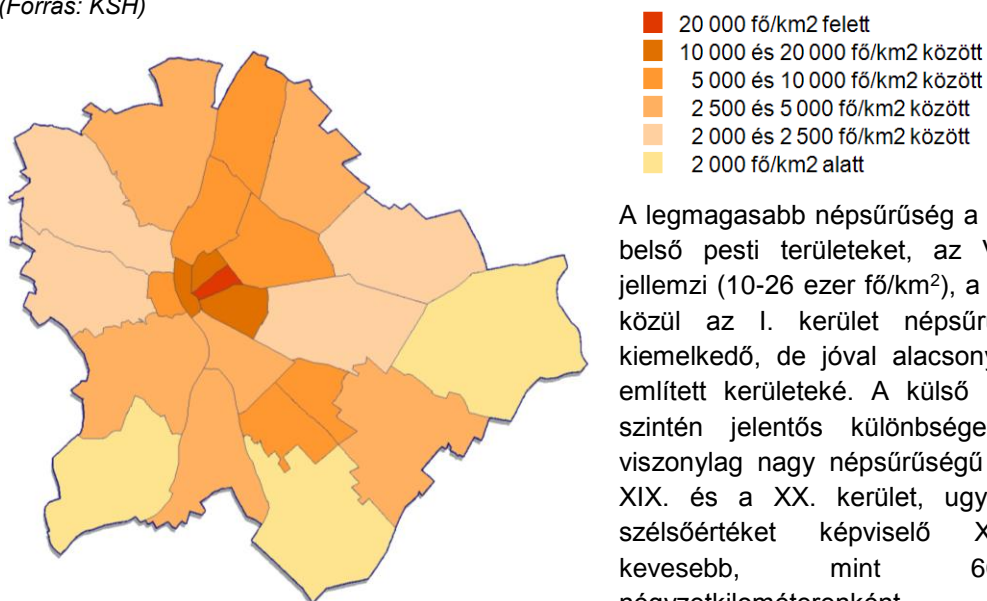 (Forrás: KSH)
20 000 fő/km2 felett
10 000 és 20 000 fő/km2 között
5 000 és 10 000 fő/km2 között
2 500 és 5 000 fő/km2 között
2 000 és 2 500 fő/km2 között
2 000 fő/km2 alatt
A legmagasabb népsűrűség a
belső pesti területeket, az
jellemzi (10-26 ezer fő/km²), a
közül az I. kerület
kiemelkedő, de jóval
említett kerületeké. A külső
szintén jelentős
viszonylag nagy népsűrűségű
XIX. és a XX. kerület,
szélsőértéket képviselő
kevesebb, mint